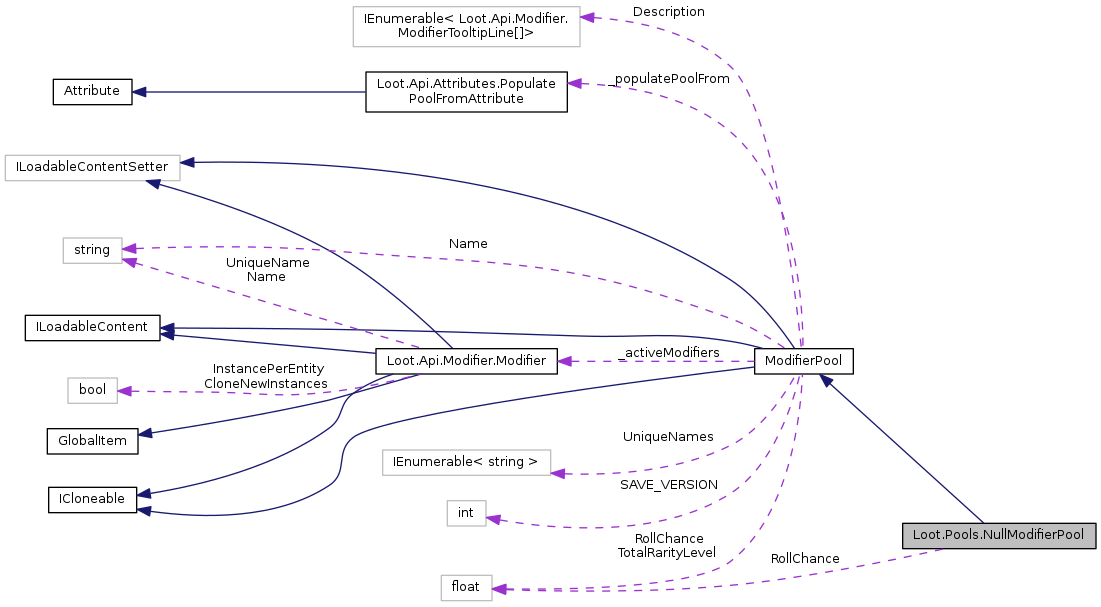 Description
IEnumerable< Loot.Api.Modifier.
ModifierTooltipLine[]>
_populatePoolFrom
Attribute
Loot.Api.Attributes.Populate
PoolFromAttribute
ILoadableContentSetter
string
Name
UniqueName
Name
ILoadableContent
Loot.Api.Modifier.Modifier
_activeModifiers
ModifierPool
bool
InstancePerEntity
CloneNewInstances
GlobalItem
UniqueNames
IEnumerable< string >
ICloneable
SAVE_VERSION
int
Loot.Pools.NullModifierPool
RollChance
TotalRarityLevel
RollChance
float